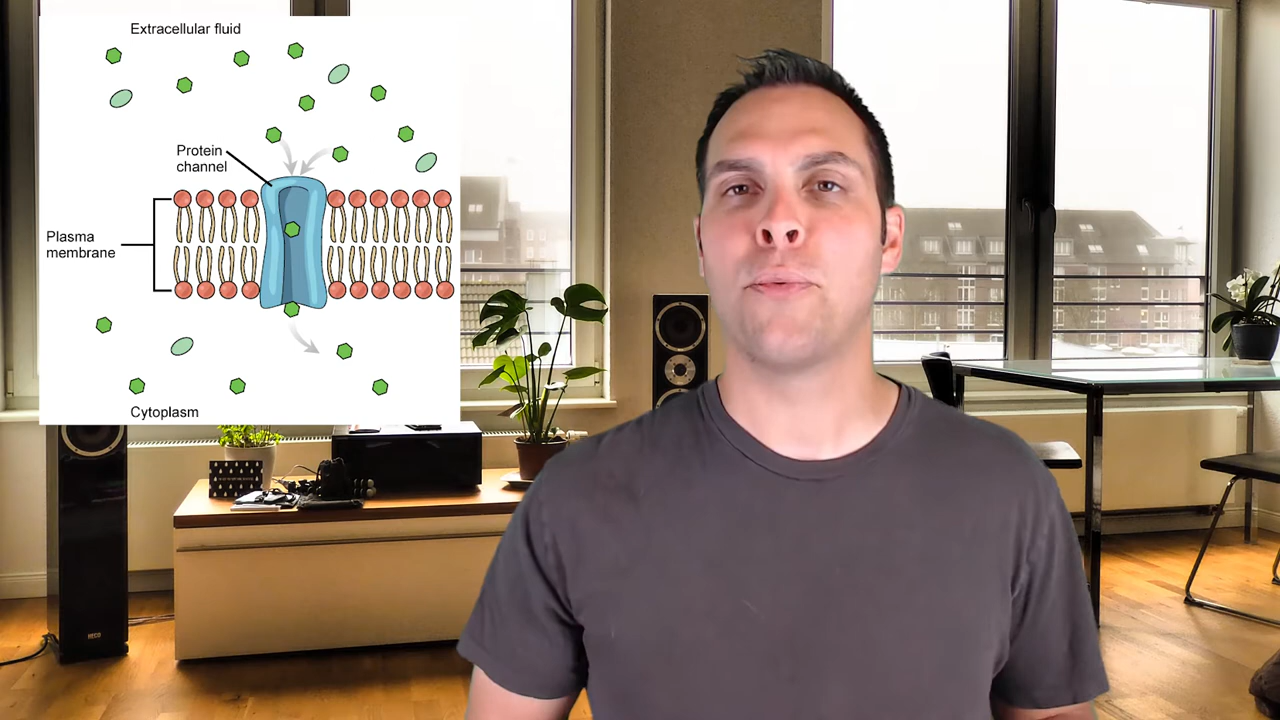 Extracellular fluid
Protein
channel
Plasma
membrane
Cytoplasm